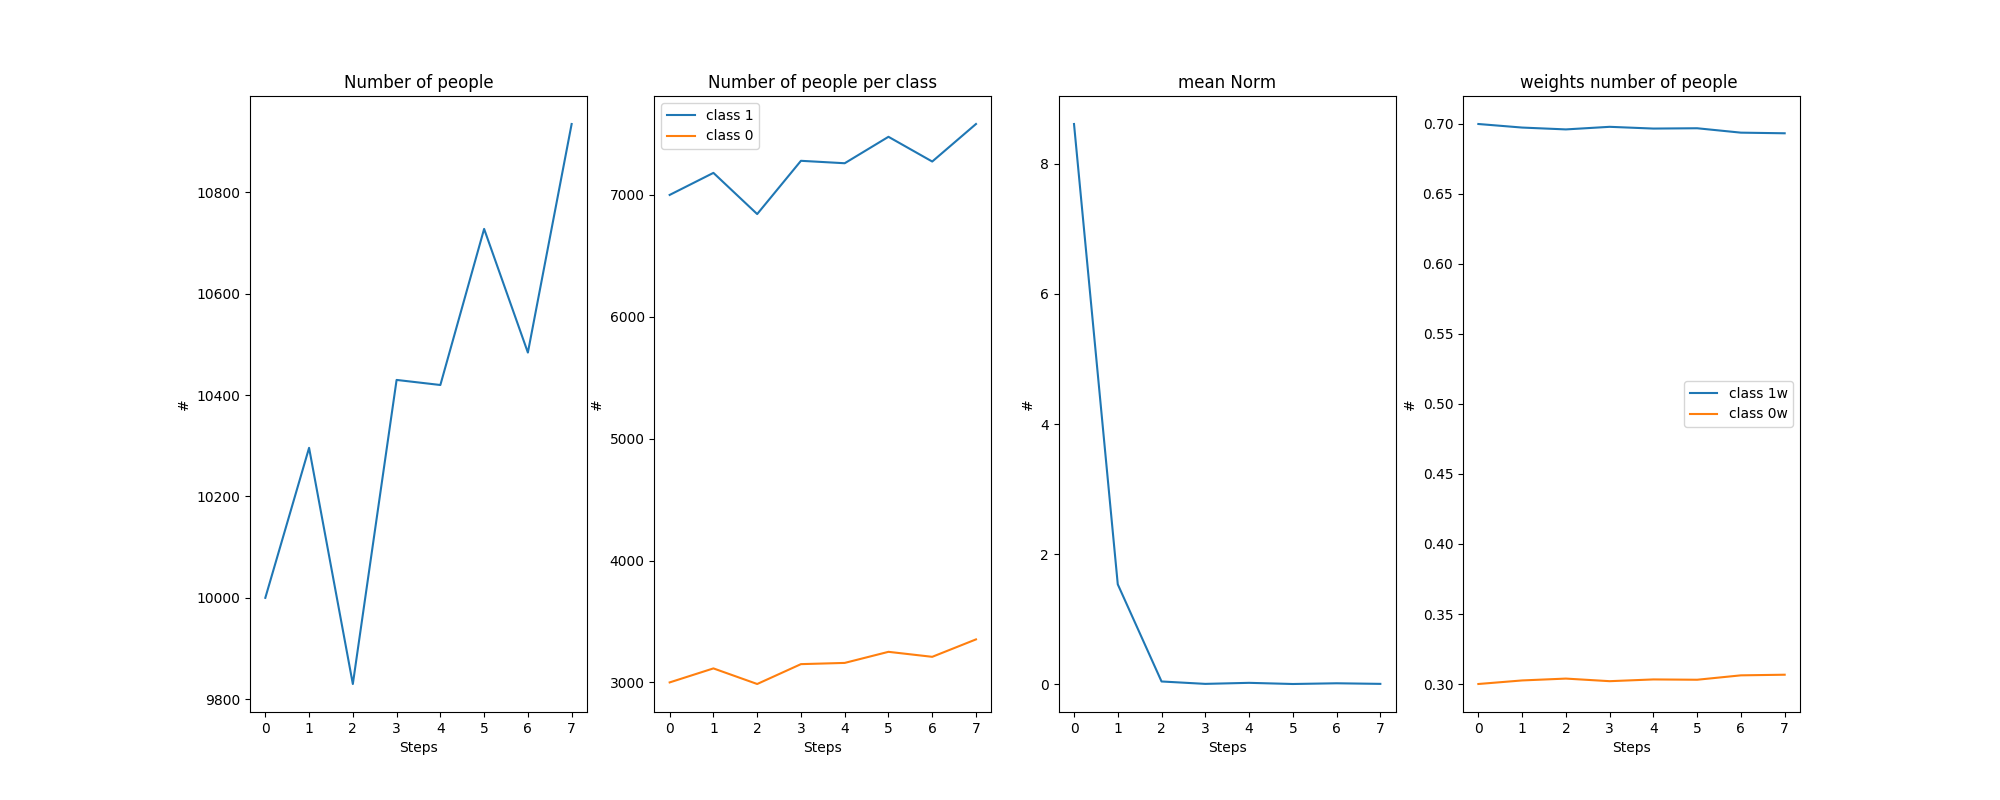 Number of people
10800
10600
10400
10200
10000
9800
#
0 1 2 3 4 5 6 7
Steps
Number of people per class
class 1
class 0
7000
6000
5000
4000
3000
#
0 1 2 3 4 5 6 7
Steps
mean Norm
8
6
4
2
0
#
0 1 2 3 4 5 6 7
Steps
weights number of people
0.70
0.65
0.60
0.55
0.50
0.45
0.40
0.35
0.30
#
class 1w
class 0w
0 1 2 3 4 5 6 7
Steps